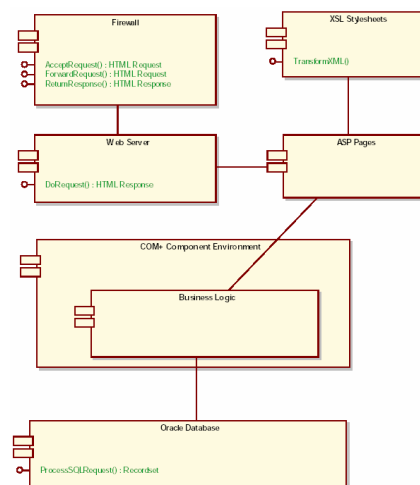 Firewall
AcceptRequest() : HTML Request
ForwardRequest() : HTML Request
ReturnResponse() : HTML Response
XSL Stylesheets
TransformXML()
Web Server
DoRequest() : HTML Response
ASP Pages
COM+ Component Environment
Business Logic
Oracle Database
ProcessSQLRequest() : Recordset